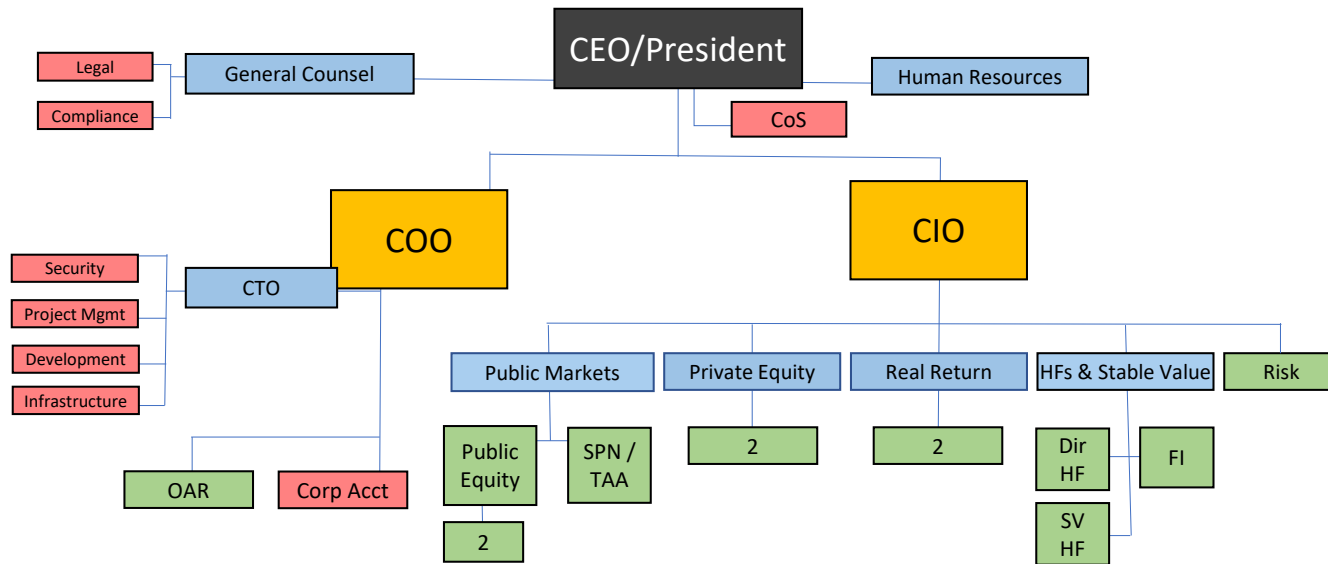 CEO/President
Legal
General Counsel
Human Resources
Compliance
CoS
COO
CIO
Security
CTO
Project Mgmt
Development
Infrastructure
Public Markets
Private Equity
Real Return
HFs & Stable Value
Risk
Public
Equity
SPN /
TAA
2
2
Dir
HF
FI
OAR
Corp Acct
2
SV
HF